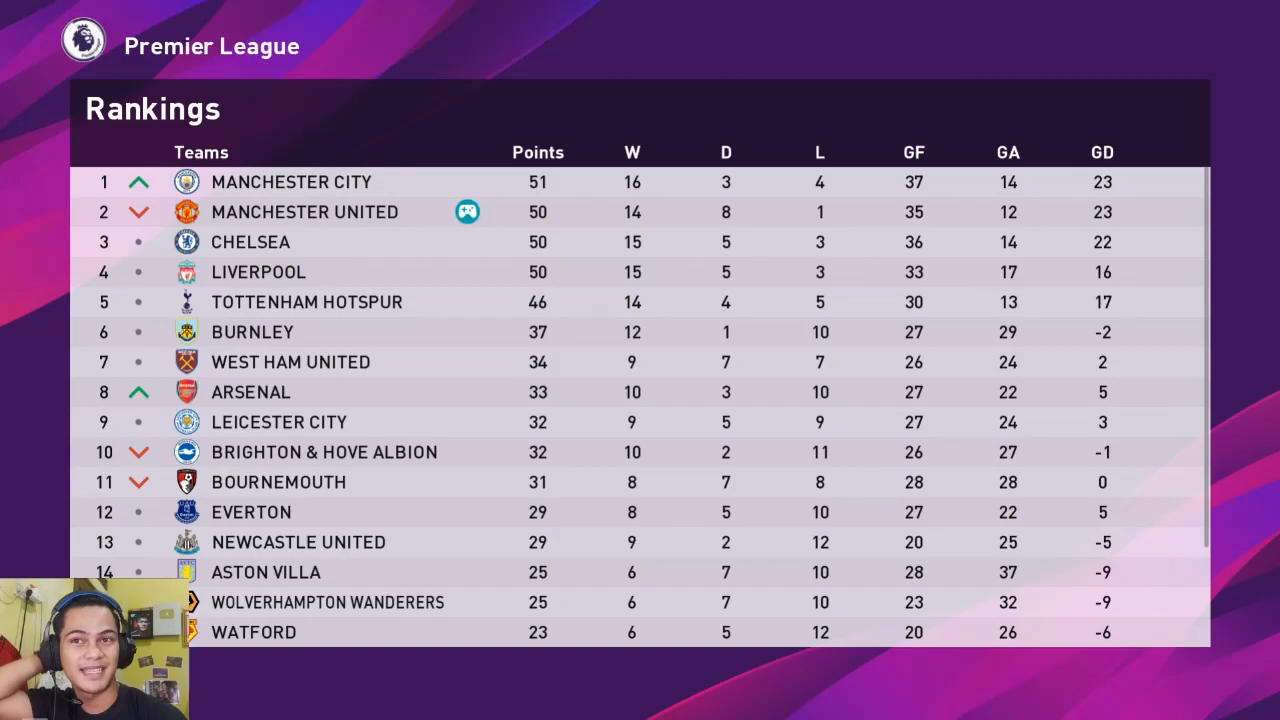 Premier League
Rankings
Teams Points W D L GF GA GD
1 MANCHESTER CITY 51 16 3 4 37 14 23
2 MANCHESTER UNITED 50 14 8 1 35 12 23
3 CHELSEA 50 15 5 3 36 14 22
4 LIVERPOOL 50 15 5 3 33 17 16
5 TOTTENHAM HOTSPUR 46 14 4 5 30 13 17
6 BURNLEY 37 12 1 10 27 29 -2
7 WEST HAM UNITED 34 9 7 7 26 24 2
8 ARSENAL 33 10 3 10 27 22 5
9 LEICESTER CITY 32 9 5 9 27 24 3
10 BRIGHTON & HOVE ALBION 32 10 2 11 26 27 -1
11 BOURNEMOUTH 31 8 7 8 28 28 0
12 EVERTON 29 8 5 10 27 22 5
13 NEWCASTLE UNITED 29 9 2 12 20 25 -5
14 ASTON VILLA 25 6 7 10 28 37 -9
WOLVERHAMPTON WANDERERS 25 6 7 10 23 32 -9
WATFORD 23 6 5 12 20 26 -6